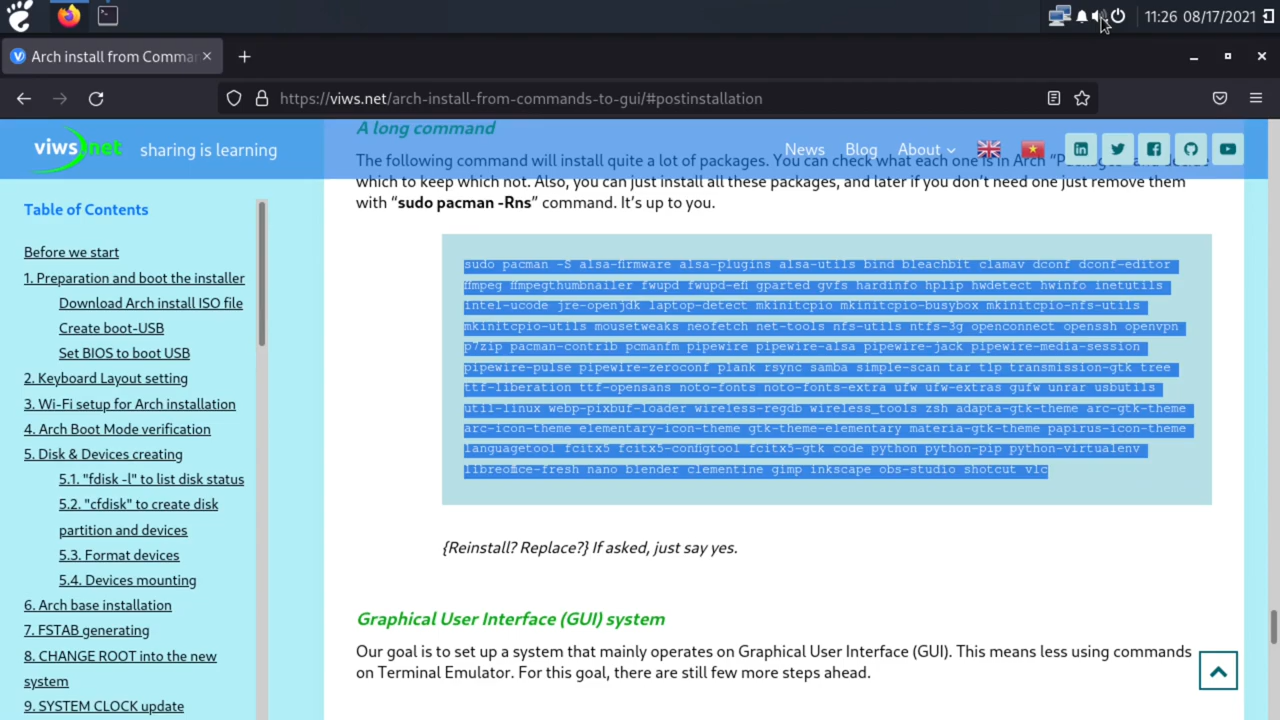 11:26 08/17/2021
Arch install from Comma
https://viws.net/arch-install-from-commands-to-gui/#postinstallation
viws net sharing is learning
News Blog About
Table of Contents
Before we start
1. Preparation and boot the installer
Download Arch install ISO file
Create boot-USB
Set BIOS to boot USB
2. Keyboard Layout setting
3. Wi-Fi setup for Arch installation
4. Arch Boot Mode verification
5. Disk & Devices creating
5.1. "fdisk -l" to list disk status
5.2. "cfdisk" to create disk
partition and devices
5.3. Format devices
5.4. Devices mounting
6. Arch base installation
7. FSTAB generating
8. CHANGE ROOT into the new
system
9. SYSTEM CLOCK update
A long command
The following command will install quite a lot of packages. You can check what each one is in Arch and
which to keep which not. Also, you can just install all these packages, and later if you don't need one just remove them
with “sudo pacman -Rns” command. It's up to you.
sudo pacman -S alsa-firmware alsa-plugins alsa-utils bind bleachbit clamav dconf dconf-editor
ffmpeg ffmpegthumbnailer fwupd fwupd-efi gparted gvfs hardinfo hplip hwdetect hwinfo inetutils
intel-ucode jre-openjdk laptop-detect mkinitcpio mkinitcpio-busybox mkinitcpio-nfs-utils
mkinitcpio-utils mousetweaks neofetch net-tools nfs-utils ntfs-3g openconnect openssh openvpn
p7zip pacman-contrib pcmanfm pipewire pipewire-alsa pipewire-jack pipewire-media-session
pipewire-pulse pipewire-zeroconf plank rsync samba simple-scan tar tlp transmission-gtk tree
ttf-liberation ttf-opensans noto-fonts noto-fonts-extra ufw ufw-extras gufw unrar usbutils
util-linux webp-pixbuf-loader wireless-regdb wireless_tools zsh adapta-gtk-theme arc-gtk-theme
arc-icon-theme elementary-icon-theme gtk-theme-elementary materia-gtk-theme papirus-icon-theme
languagetool fcitx5 fcitx5-configtool fcitx5-gtk code python python-pip python-virtualenv
libreoffice-fresh nano blender clementine gimp inkscape obs-studio shotcut vlc
{Reinstall? Replace?} If asked, just say yes.
Graphical User Interface (GUI) system
Our goal is to set up a system that mainly operates on Graphical User Interface (GUI). This means less using commands
on Terminal Emulator. For this goal, there are still few more steps ahead.